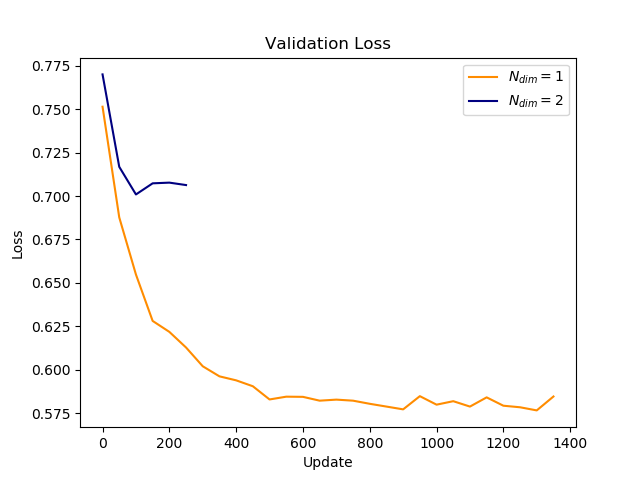 Validation Loss
0.775
0.750
0.725
0.700
0.675
0.650
0.625
0.600
0.575
Loss
0 200 400 600 800 1000 1200 1400
Update
N_dim = 1
N_dim = 2